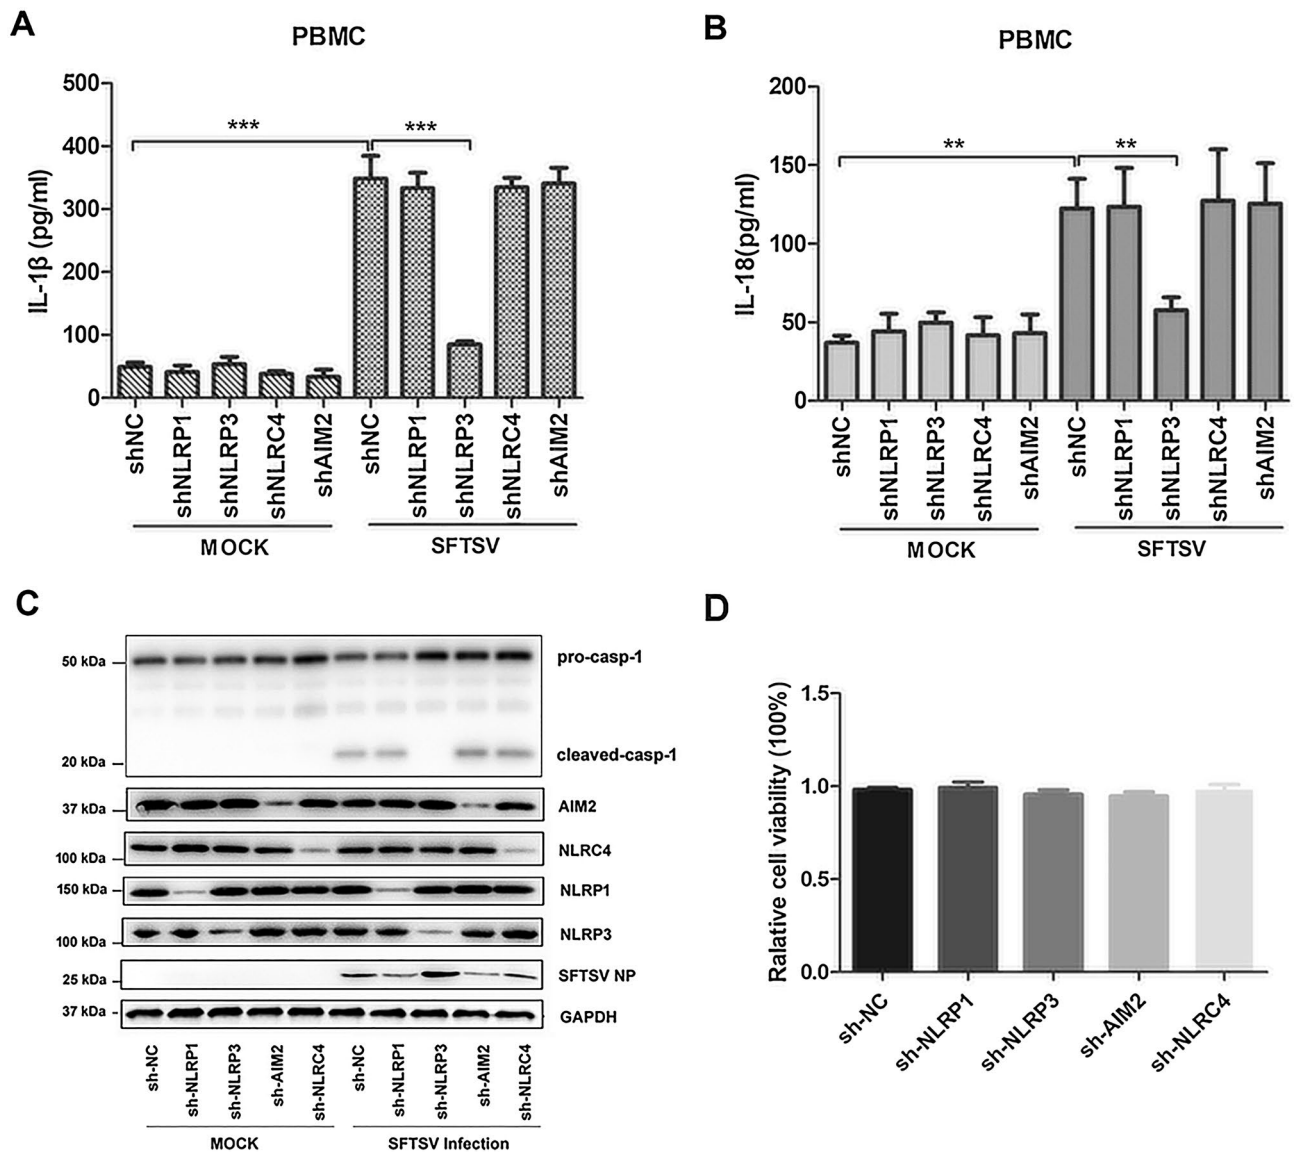 A
PBMC
IL-1β (pg/ml)
500
400
300
200
100
0
***
***
shNC
shNLRP1
shNLRP3
shNLRC4
shAIM2
shNC
shNLRP1
shNLRP3
shNLRC4
shAIM2
MOCK
SFTSV
B
PBMC
IL-18(pg/ml)
200
150
100
50
0
**
**
shNC
shNLRP1
shNLRP3
shNLRC4
shAIM2
shNC
shNLRP1
shNLRP3
shNLRC4
shAIM2
MOCK
SFTSV
C
50 kDa
pro-casp-1
cleaved-casp-1
20 kDa
37 kDa
AIM2
100 kDa
NLRC4
150 kDa
NLRP1
100 kDa
NLRP3
25 kDa
SFTSV NP
37 kDa
GAPDH
sh-NC
sh-NLRP1
sh-NLRP3
sh-AIM2
sh-NLRC4
sh-NC
sh-NLRP1
sh-NLRP3
sh-AIM2
sh-NLRC4
MOCK
SFTSV Infection
D
Ralative cell viability (100%)
1.5
1.0
0.5
0.0
sh-NC
sh-NLRP1
sh-NLRP3
sh-AIM2
sh-NLRC4